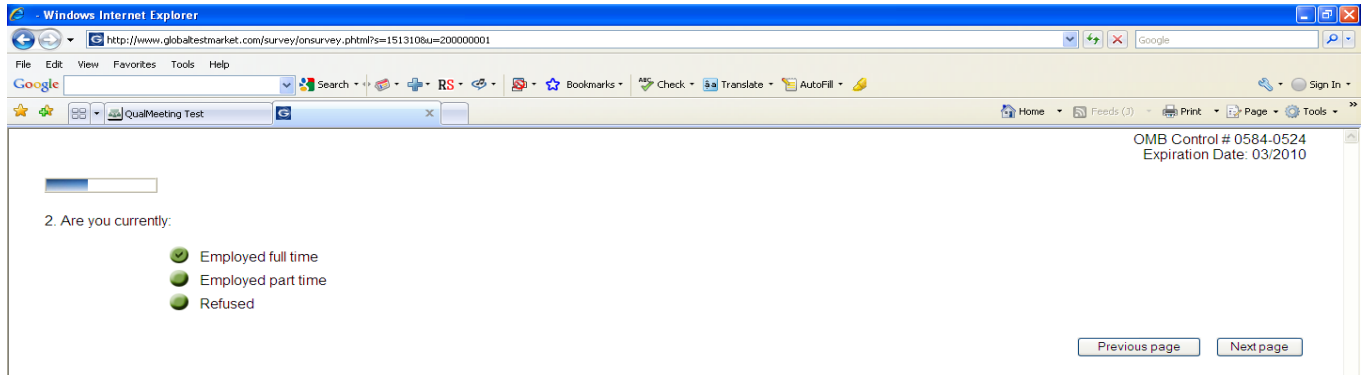 - Windows Internet Explorer
http://www.globaltestmarket.com/survey/onsurvey.phtml?s=151310&u=200000001
Google
File Edit View Favorites Tools Help
Google Search RS Bookmarks ABC Check āa Translate AutoFill Sign In
QualMeeting Test G x Home Feeds (J) Print Page Tools »
OMB Control # 0584-0524
Expiration Date: 03/2010
2. Are you currently:
Employed full time
Employed part time
Refused
Previous page Next page